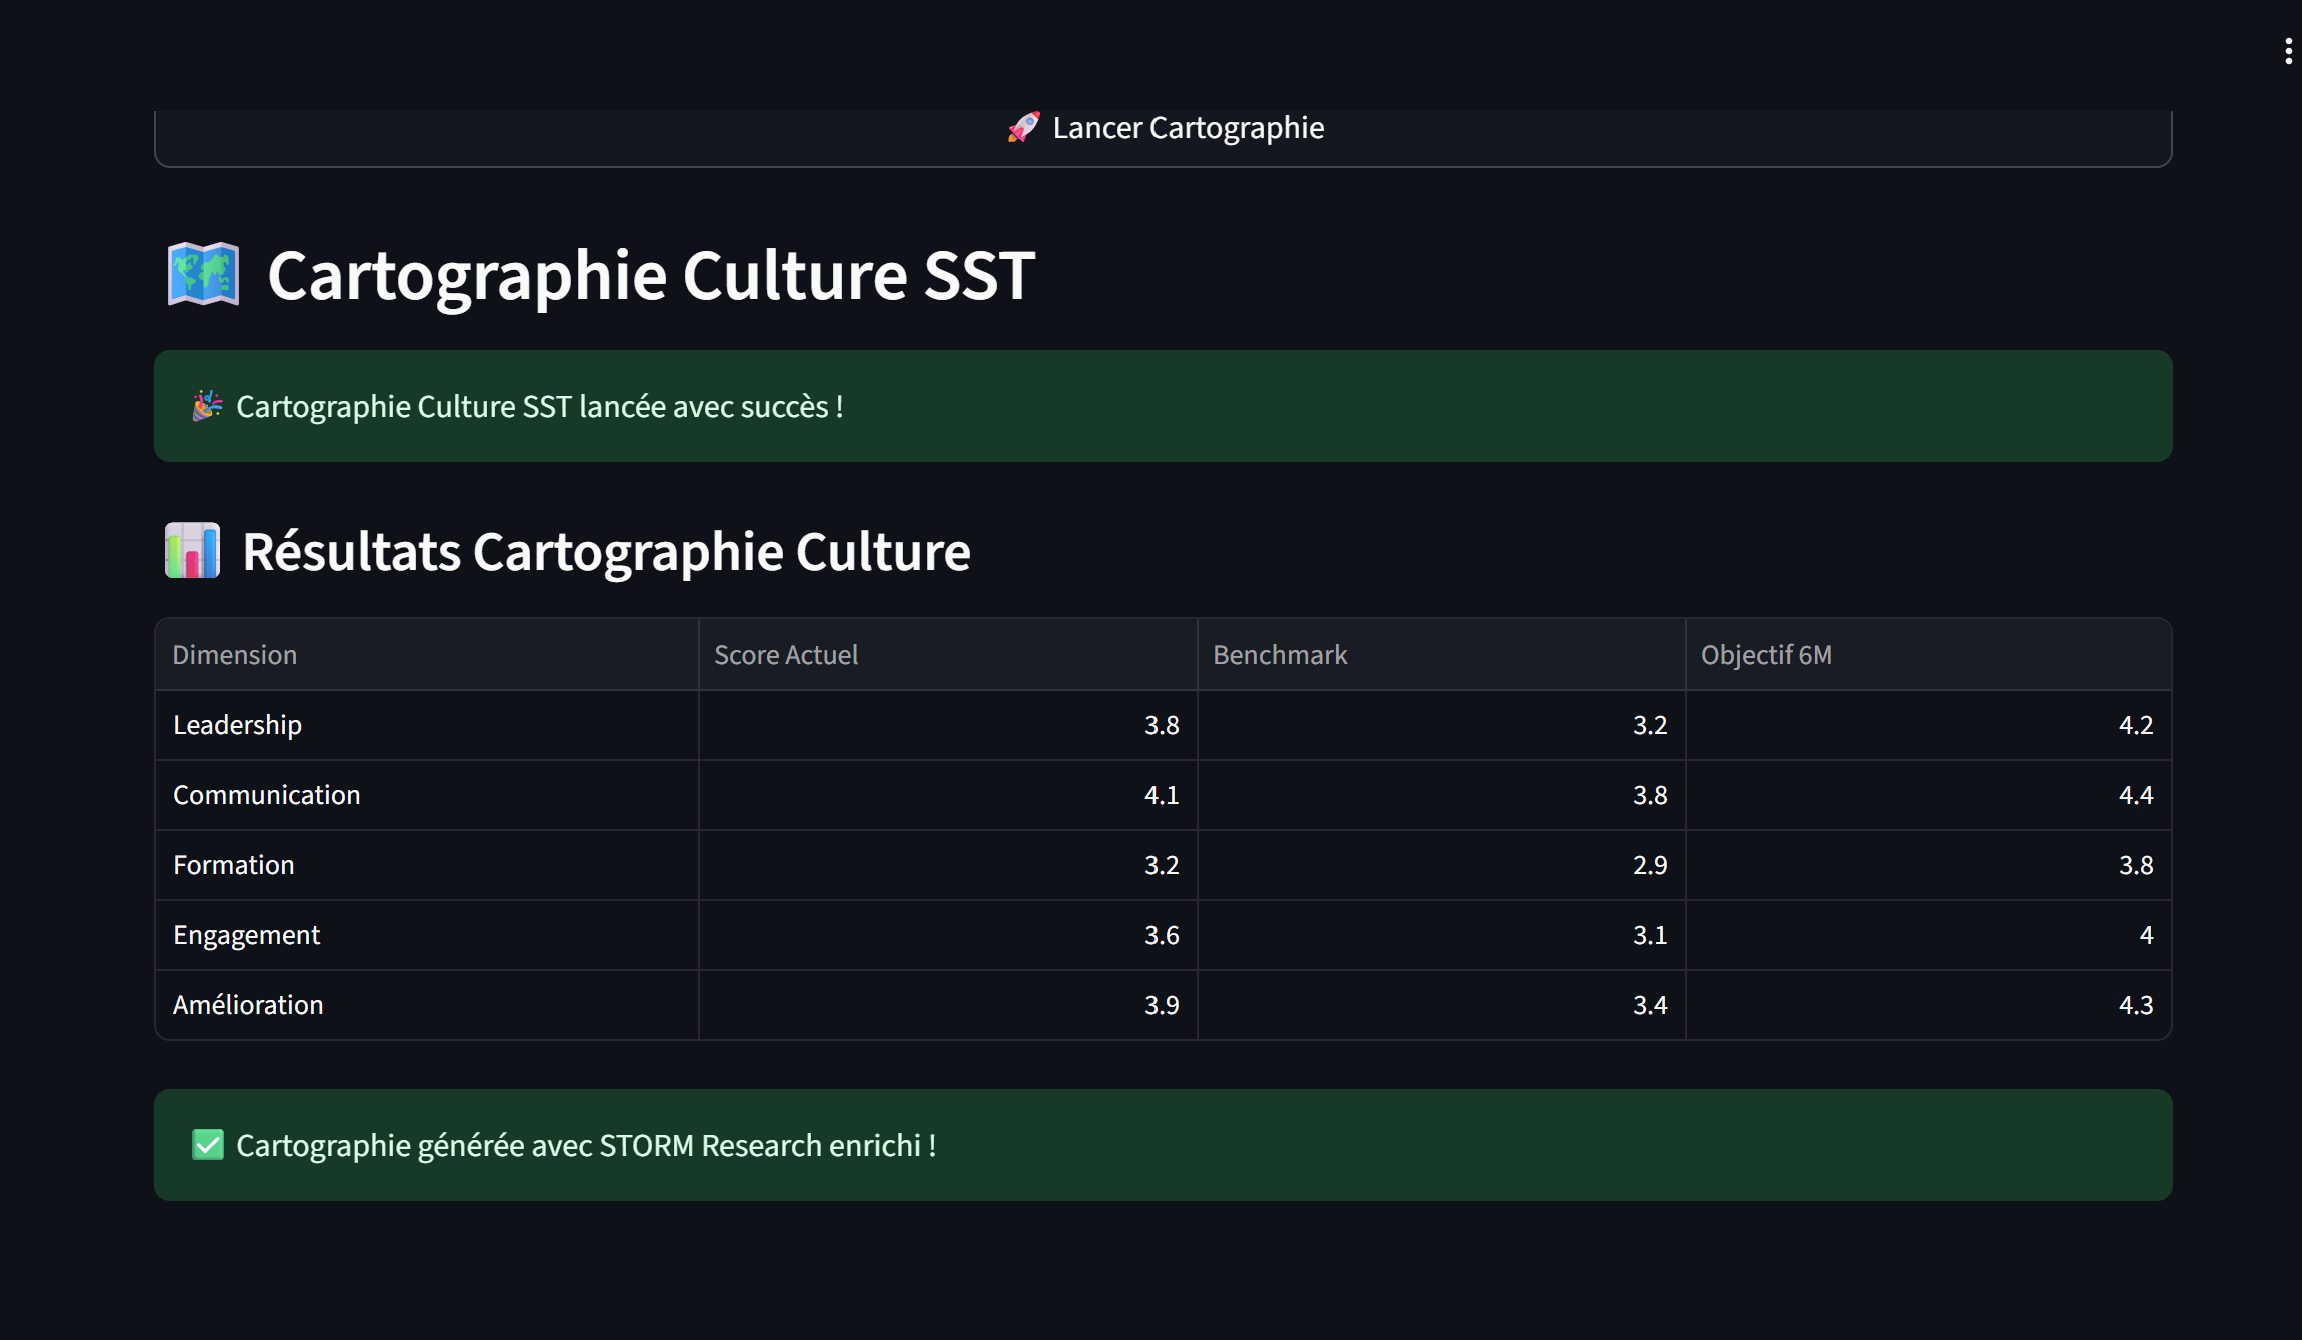 🚀 Lancer Cartographie
🗺️ Cartographie Culture SST
🎉 Cartographie Culture SST lancée avec succès !
📊 Résultats Cartographie Culture
Dimension Score Actuel Benchmark Objectif 6M
Leadership 3.8 3.2 4.2
Communication 4.1 3.8 4.4
Formation 3.2 2.9 3.8
Engagement 3.6 3.1 4
Amélioration 3.9 3.4 4.3
✅ Cartographie générée avec STORM Research enrichi !